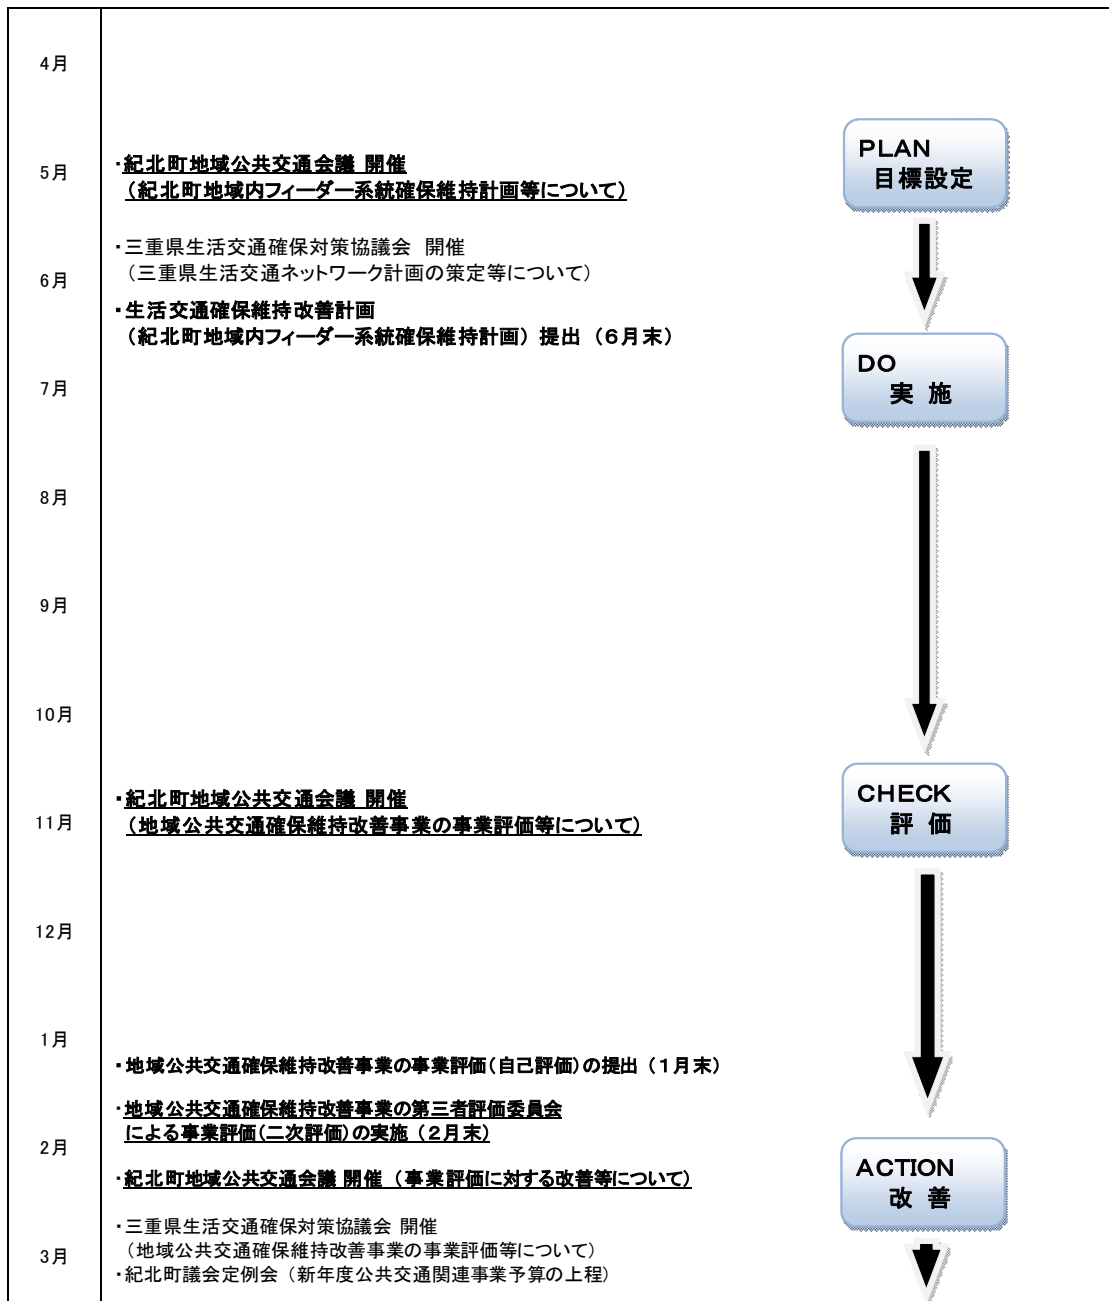 4月
5月
・紀北町地域公共交通会議 開催
（紀北町地域内フィーダー系統確保維持計画等について）
PLAN
目標設定
・三重県生活交通確保対策協議会 開催
（三重県生活交通ネットワーク計画の策定等について）
6月
・生活交通確保維持改善計画
（紀北町地域内フィーダー系統確保維持計画） 提出 （６月末）
DO
実 施
7月
8月
9月
10月
・紀北町地域公共交通会議 開催
（地域公共交通確保維持改善事業の事業評価等について）
11月
CHECK
評 価
12月
1月
・地域公共交通確保維持改善事業の事業評価（自己評価）の提出 （１月末）
・地域公共交通確保維持改善事業の第三者評価委員会
による事業評価（二次評価）の実施 （２月末）
2月
・紀北町地域公共交通会議 開催 （事業評価に対する改善等について）
ACTION
改 善
・三重県生活交通確保対策協議会 開催
（地域公共交通確保維持改善事業の事業評価等について）
3月
・紀北町議会定例会 （新年度公共交通関連事業予算の上程）